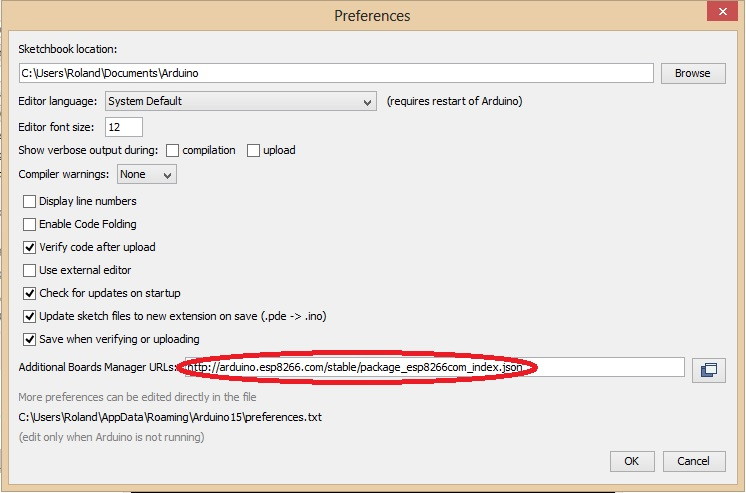 Preferences
Sketchbook location:
C:\Users\Roland\Documents\Arduino Browse
Editor language: System Default (requires restart of Arduino)
Editor font size: 12
Show verbose output during: compilation upload
Compiler warnings: None
Display line numbers
Enable Code Folding
Verify code after upload
Use external editor
Check for updates on startup
Update sketch files to new extension on save (.pde -> .ino)
Save when verifying or uploading
Additional Boards Manager URLs: http://arduino.esp8266.com/stable/package_esp8266com_index.json
More preferences can be edited directly in the file
C:\Users\Roland\AppData\Roaming\Arduino15\preferences.txt
(edit only when Arduino is not running)
OK Cancel